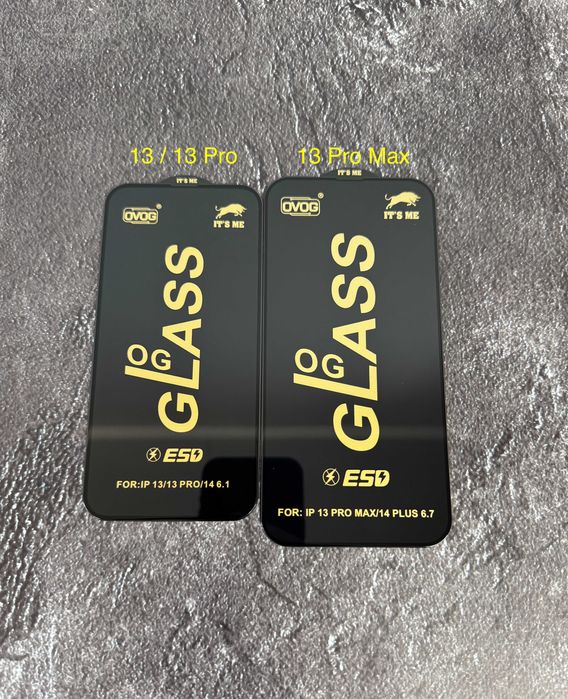 13 / 13 Pro
IT'S ME
OVOG®
IT'S ME
OG
GLASS
ESD
FOR:IP 13/13 PRO/14 6.1
13 Pro Max
IT'S ME
OVOG®
IT'S ME
OG
GLASS
ESD
FOR: IP 13 PRO MAX/14 PLUS 6.7